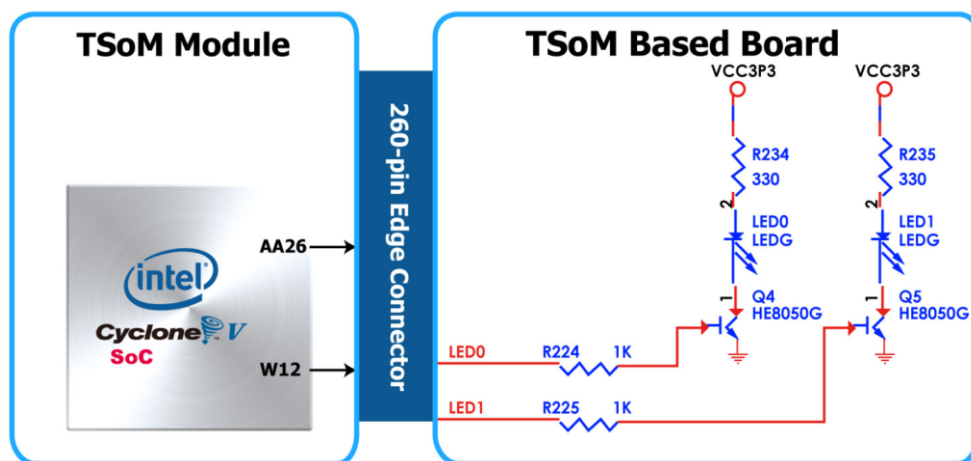 TSoM Module
TSoM Based Board
260-pin Edge Connector
VCC3P3
VCC3P3
R234
330
R235
330
2
2
LED0
LEDG
LED1
LEDG
1
1
Q4
HE8050G
Q5
HE8050G
AA26
W12
intel
Cyclone V
SoC
LED0
R224 1K
LED1
R225 1K